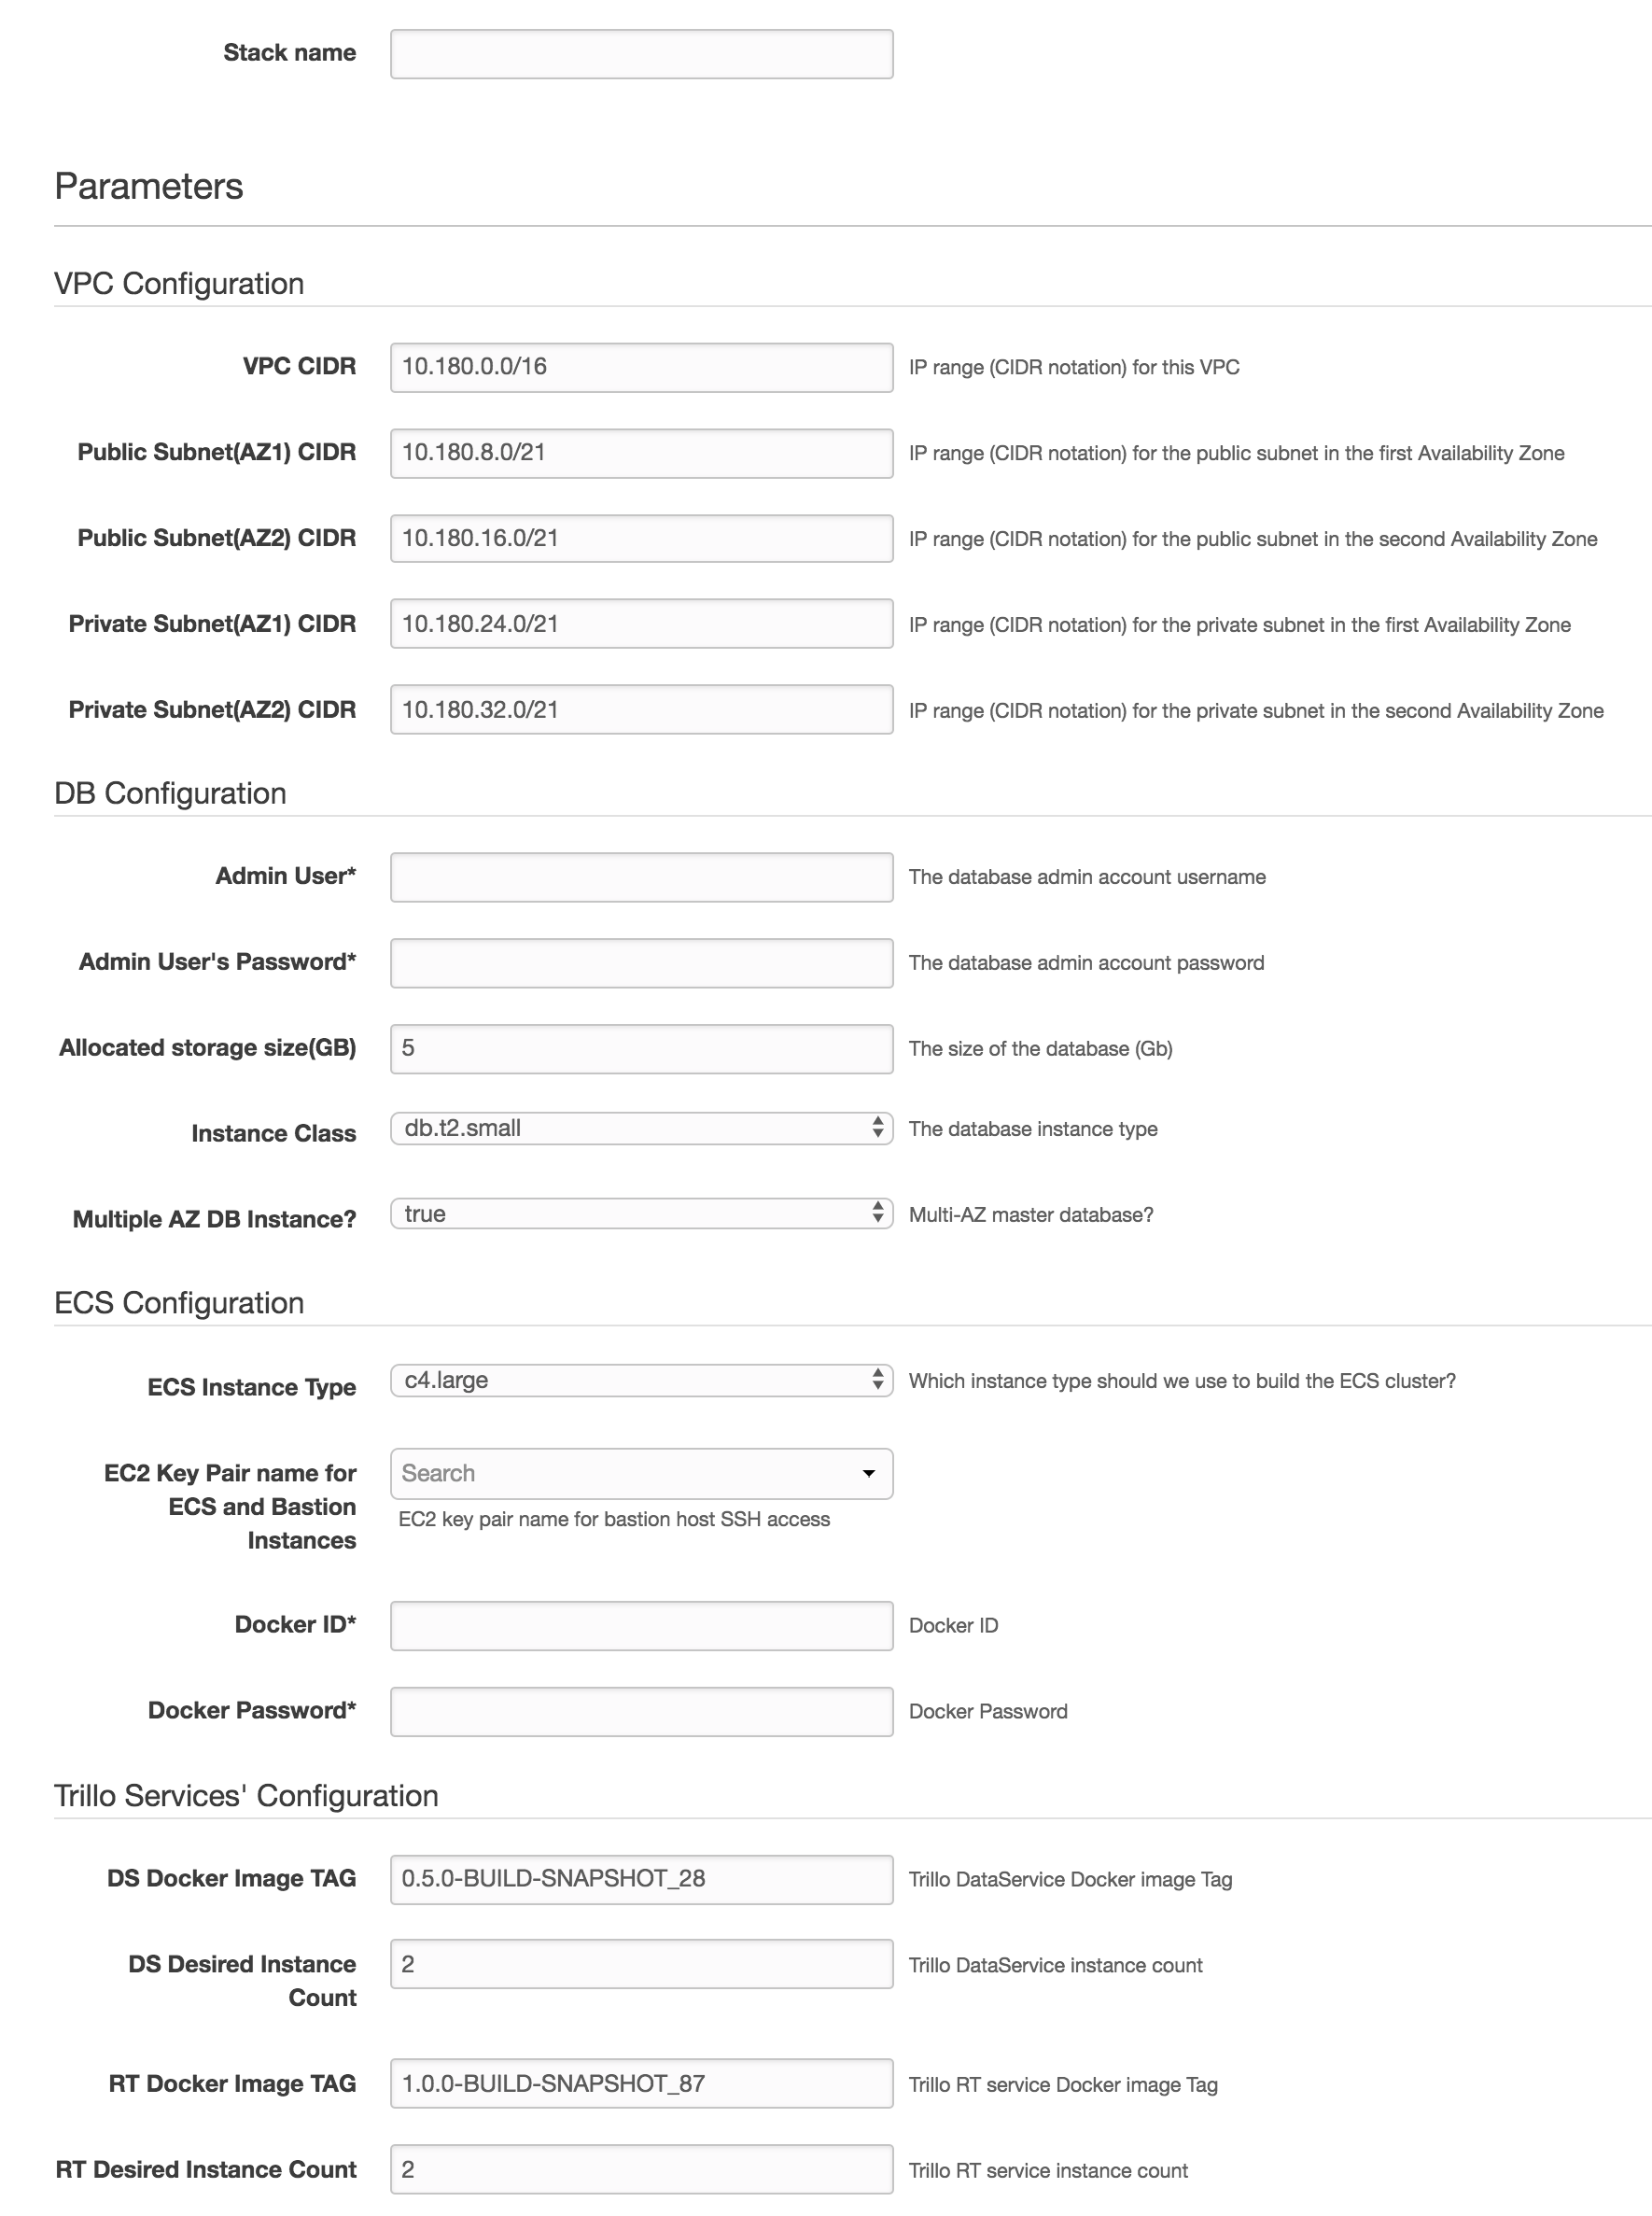 Stack name
Parameters
VPC Configuration
VPC CIDR 10.180.0.0/16 IP range (CIDR notation) for this VPC
Public Subnet(AZ1) CIDR 10.180.8.0/21 IP range (CIDR notation) for the public subnet in the first Availability Zone
Public Subnet(AZ2) CIDR 10.180.16.0/21 IP range (CIDR notation) for the public subnet in the second Availability Zone
Private Subnet(AZ1) CIDR 10.180.24.0/21 IP range (CIDR notation) for the private subnet in the first Availability Zone
Private Subnet(AZ2) CIDR 10.180.32.0/21 IP range (CIDR notation) for the private subnet in the second Availability Zone
DB Configuration
Admin User* The database admin account username
Admin User's Password* The database admin account password
Allocated storage size(GB) 5 The size of the database (Gb)
Instance Class db.t2.small The database instance type
Multiple AZ DB Instance? true Multi-AZ master database?
ECS Configuration
ECS Instance Type c4.large Which instance type should we use to build the ECS cluster?
EC2 Key Pair name for Search
ECS and Bastion EC2 key pair name for bastion host SSH access
Instances
Docker ID* Docker ID
Docker Password* Docker Password
Trillo Services' Configuration
DS Docker Image TAG 0.5.0-BUILD-SNAPSHOT_28 Trillo DataService Docker image Tag
DS Desired Instance 2 Trillo DataService instance count
Count
RT Docker Image TAG 1.0.0-BUILD-SNAPSHOT_87 Trillo RT service Docker image Tag
RT Desired Instance Count 2 Trillo RT service instance count